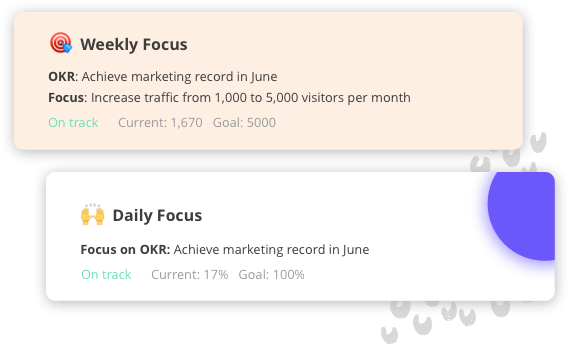 Weekly Focus
OKR: Achieve marketing record in June
Focus: Increase traffic from 1,000 to 5,000 visitors per month
On track Current: 1,670 Goal: 5000
Daily Focus
Focus on OKR: Achieve marketing record in June
On track Current: 17% Goal: 100%